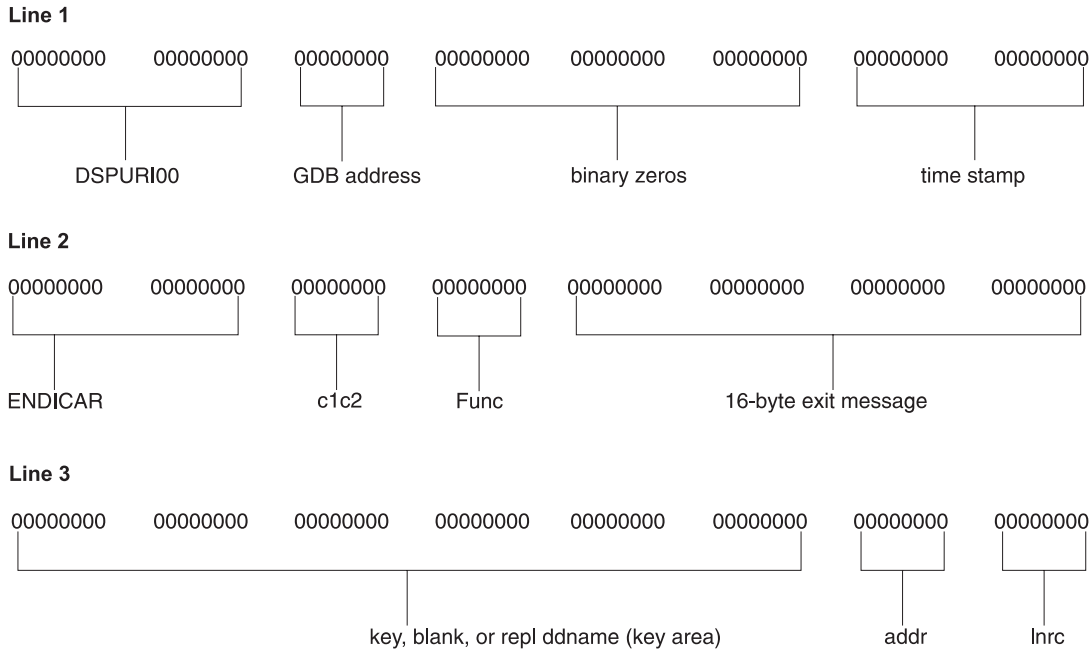 Line 1
00000000 00000000 00000000 00000000 00000000 00000000 00000000 00000000
DSPURI00 GDB address binary zeros time stamp
Line 2
00000000 00000000 00000000 00000000 00000000 00000000 00000000 00000000
ENDICAR c1c2 Func 16-byte exit message
Line 3
00000000 00000000 00000000 00000000 00000000 00000000 00000000 00000000
key, blank, or repl ddname (key area) addr lnrc